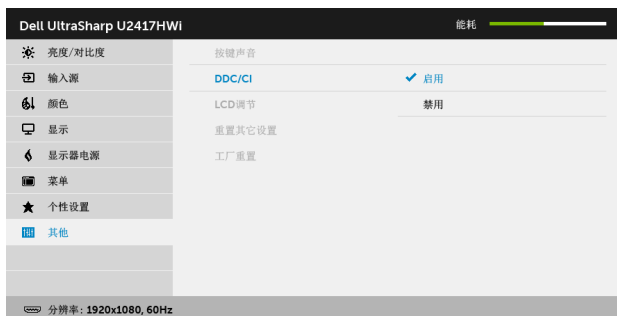 Dell UltraSharp U2417HWi 能耗
亮度/对比度 按键声音
输入源 DDC/CI ✔ 启用
颜色 LCD调节 禁用
显示 重置其它设置
显示器电源 工厂重置
菜单
个性设置
其他
分辨率: 1920x1080, 60Hz